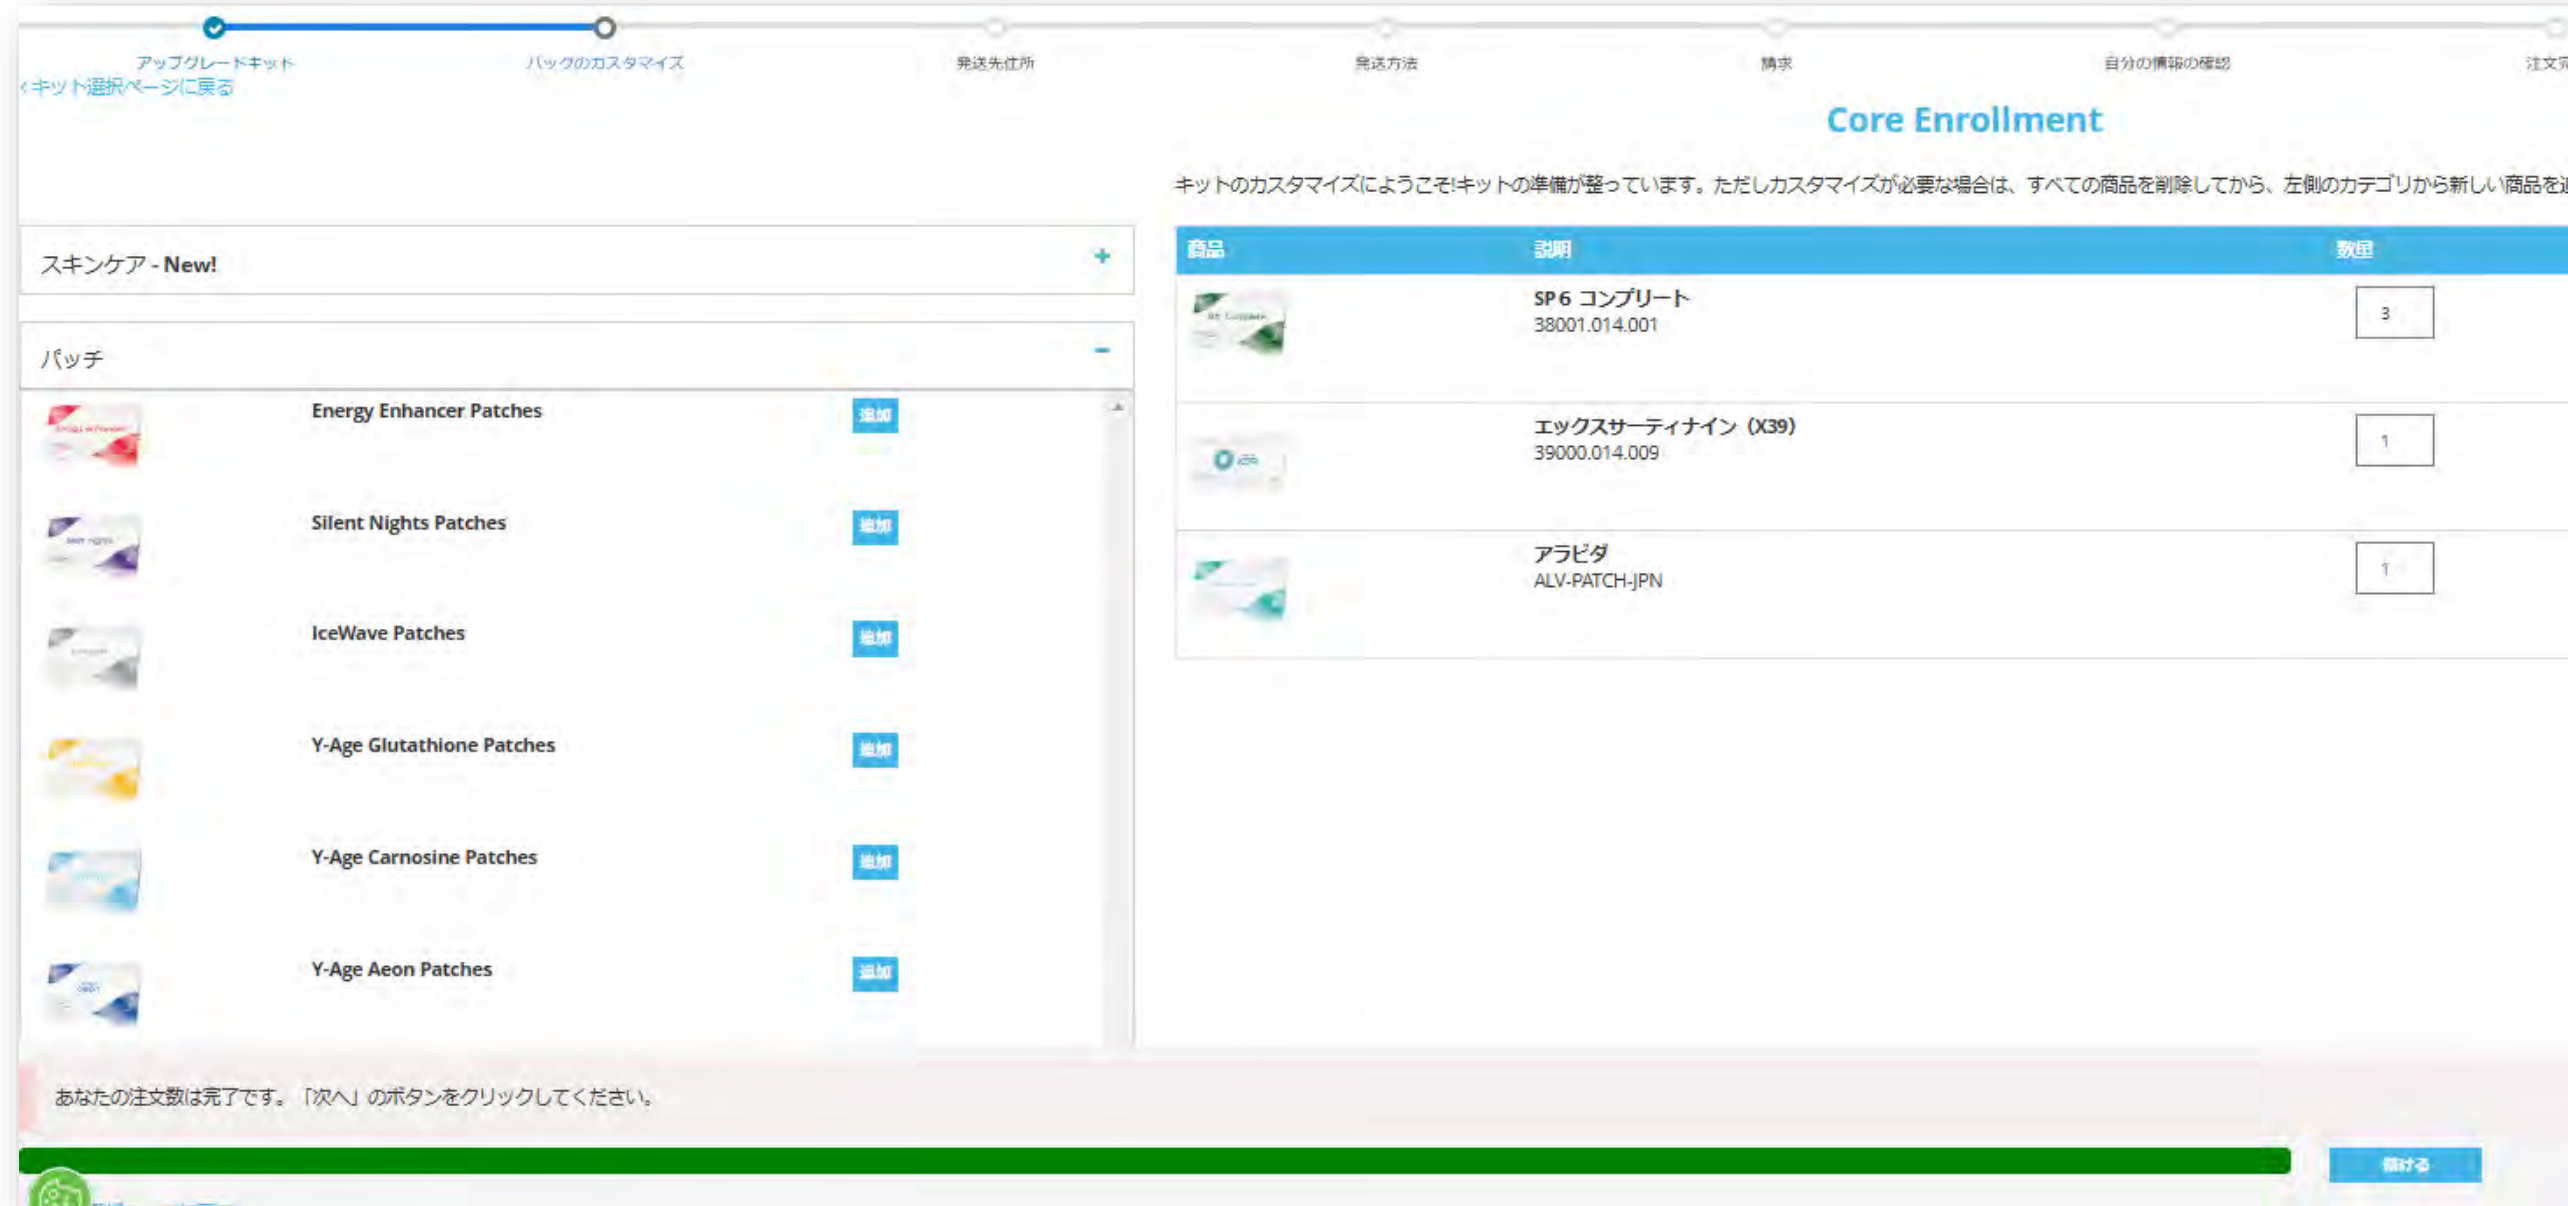 アップグレードキット
パックのカスタマイズ
発送先住所
発送方法
請求
自分の情報の確認
注文完
‹キット選択ページに戻る
Core Enrollment
キットのカスタマイズにようこそ!キットの準備が整っています。ただしカスタマイズが必要な場合は、すべての商品を削除してから、左側のカテゴリから新しい商品を追
スキンケア - New!
+
パッチ
−
Energy Enhancer Patches
追加
Silent Nights Patches
追加
IceWave Patches
追加
Y-Age Glutathione Patches
追加
Y-Age Carnosine Patches
追加
Y-Age Aeon Patches
追加
商品 説明 数量
SP6 コンプリート
38001.014.001
3
エックスサーティナイン（X39）
39000.014.009
1
アラビダ
ALV-PATCH-JPN
1
あなたの注文数は完了です。「次へ」のボタンをクリックしてください。
続ける